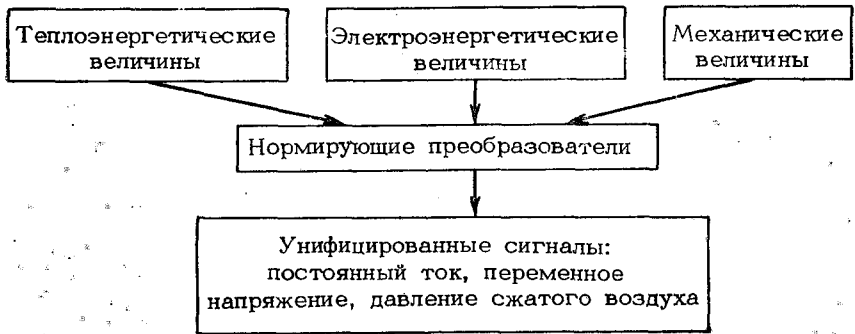 Теплоэнергетические
величины
Электроэнергетические
величины
Механические
величины
Нормирующие преобразователи
Унифицированные сигналы:
постоянный ток, переменное
напряжение, давление сжатого воздуха